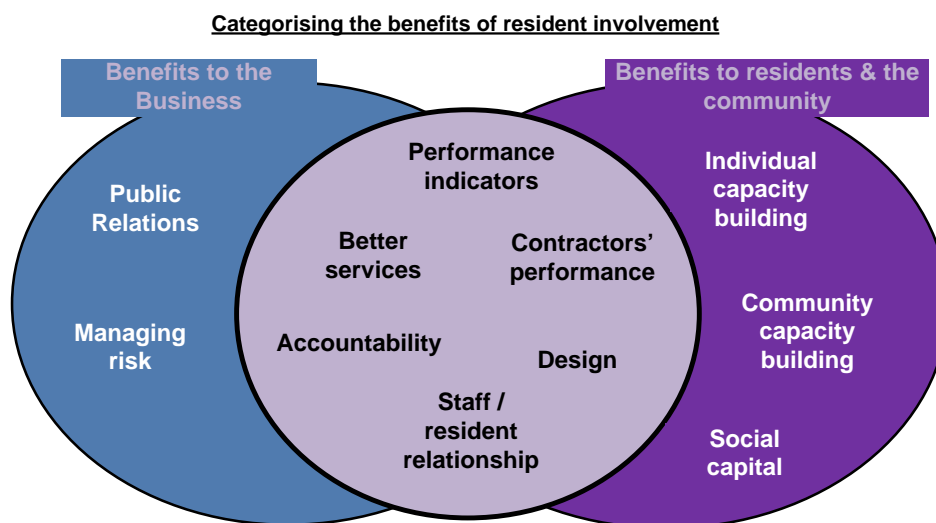 Categorising the benefits of resident involvement
Benefits to the
Business
Benefits to residents & the
community
Public
Relations
Managing
risk
Performance
indicators
Better
services
Contractors’
performance
Accountability
Design
Staff /
resident
relationship
Individual
capacity
building
Community
capacity
building
Social
capital